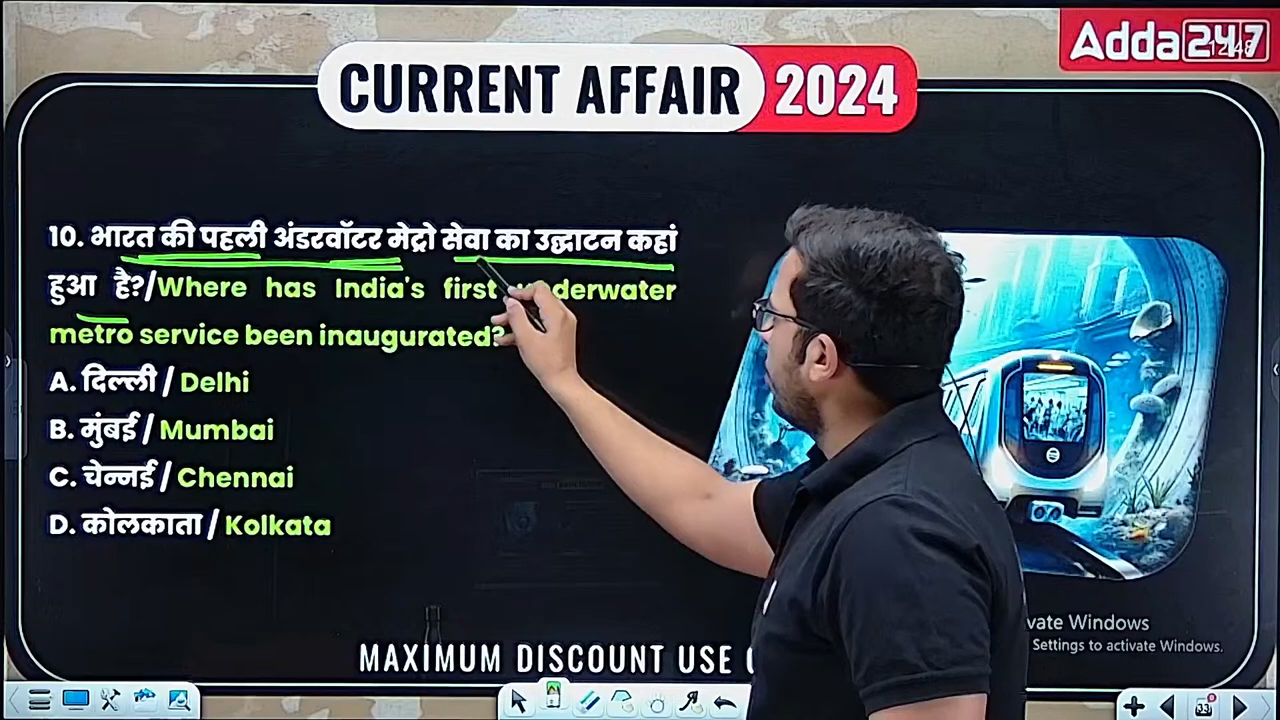 Adda247
CURRENT AFFAIR 2024
10. भारत की पहली अंडरवॉटर मेट्रो सेवा का उद्घाटन कहां
हुआ है?/Where has India's first
metro service been inaugurated?
A. दिल्ली / Delhi
B. मुंबई / Mumbai
C. चेन्नई / Chennai
D. कोलकाता / Kolkata
vate Windows
Settings to activate Windows.
MAXIMUM DISCOUNT USE
33